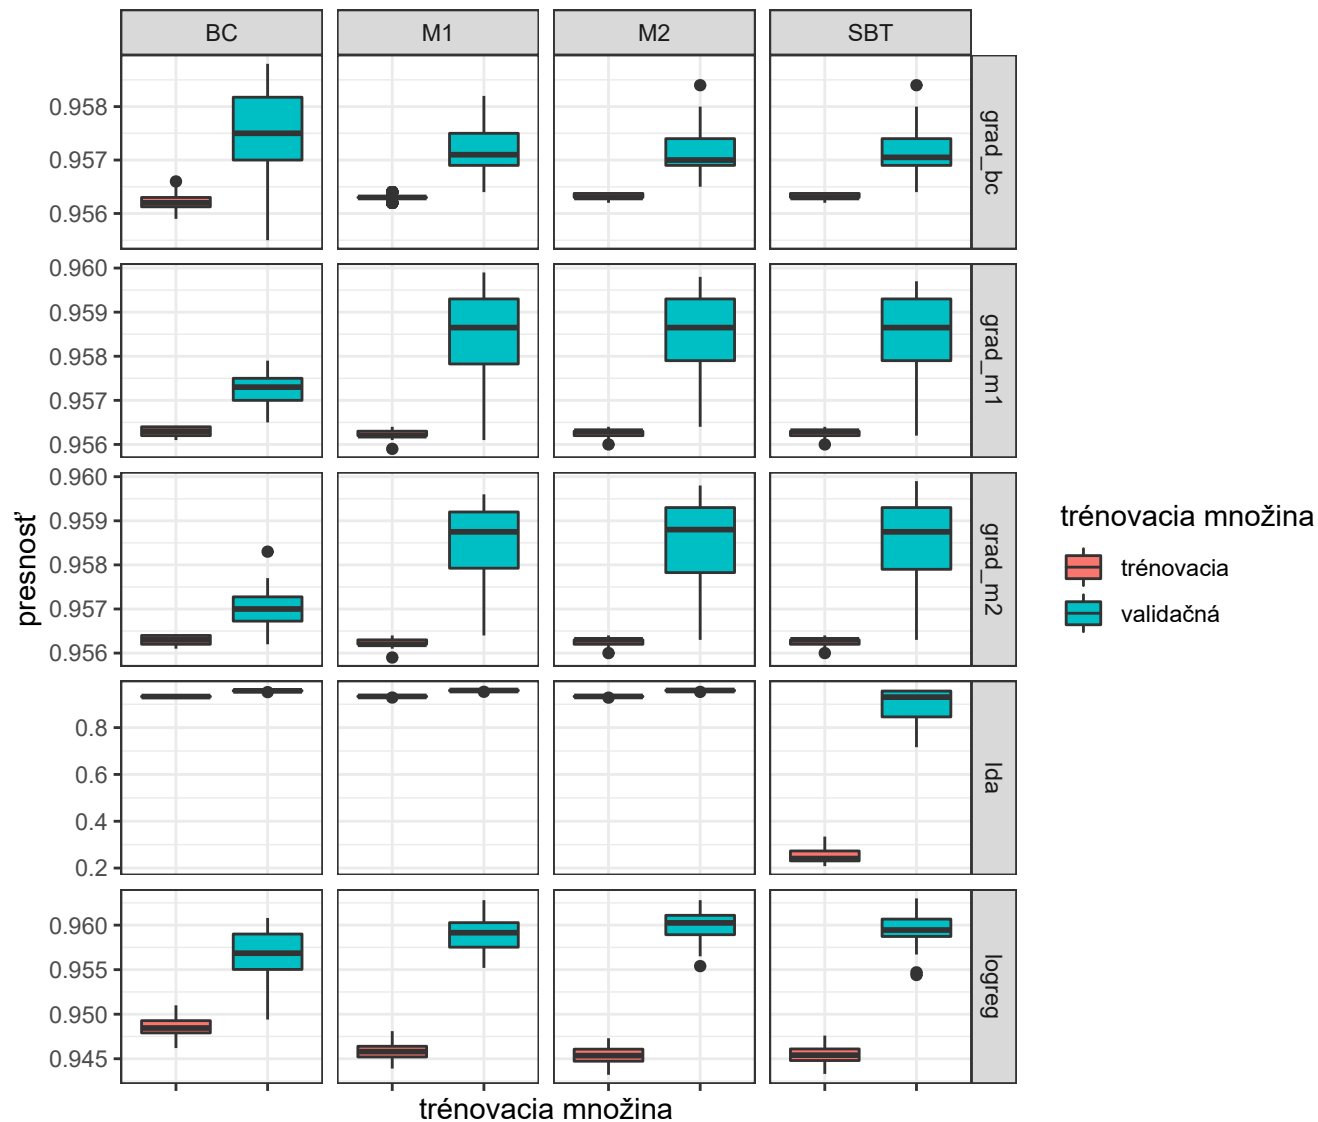 BC M1 M2 SBT
0.958
0.957
0.956
grad_bc
0.960
0.959
0.958
0.957
0.956
grad_m1
0.960
0.959
0.958
0.957
0.956
grad_m2
0.8
0.6
0.4
0.2
lda
0.960
0.955
0.950
0.945
logreg
presnosť
trénovacia množina
trénovacia množina
trénovacia
validačná